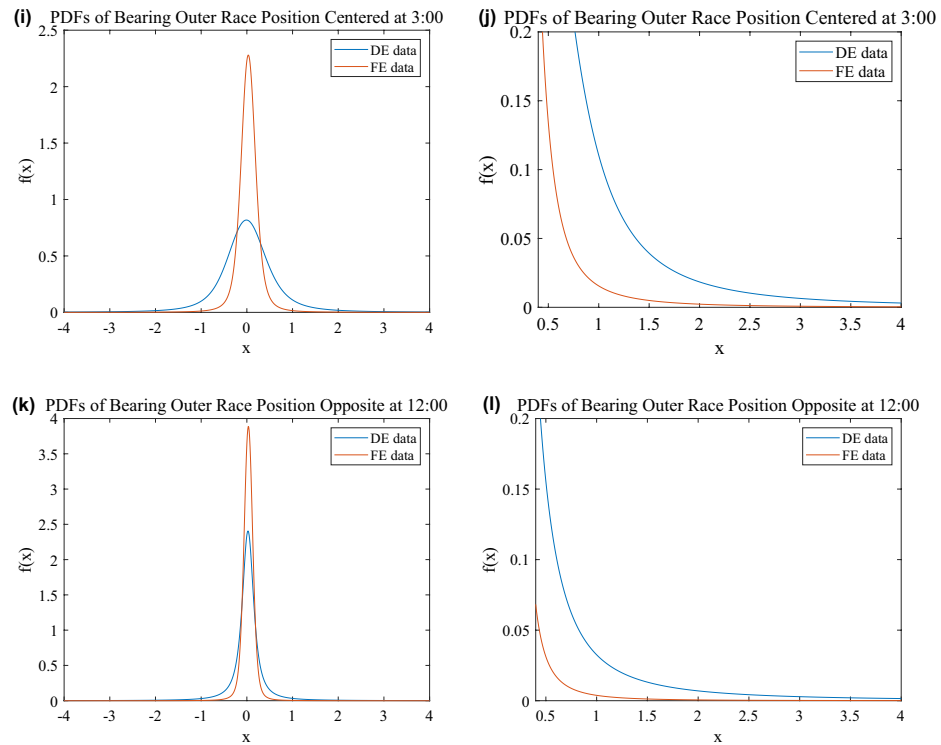 (i) PDFs of Bearing Outer Race Position Centered at 3:00
2.5
2
1.5
1
0.5
0
f(x)
-4 -3 -2 -1 0 1 2 3 4
x
DE data
FE data
(j) PDFs of Bearing Outer Race Position Centered at 3:00
0.2
0.15
0.1
0.05
0
f(x)
0.5 1 1.5 2 2.5 3 3.5 4
x
DE data
FE data
(k) PDFs of Bearing Outer Race Position Opposite at 12:00
4
3.5
3
2.5
2
1.5
1
0.5
0
f(x)
-4 -3 -2 -1 0 1 2 3 4
x
DE data
FE data
(l) PDFs of Bearing Outer Race Position Opposite at 12:00
0.2
0.15
0.1
0.05
0
f(x)
0.5 1 1.5 2 2.5 3 3.5 4
x
DE data
FE data